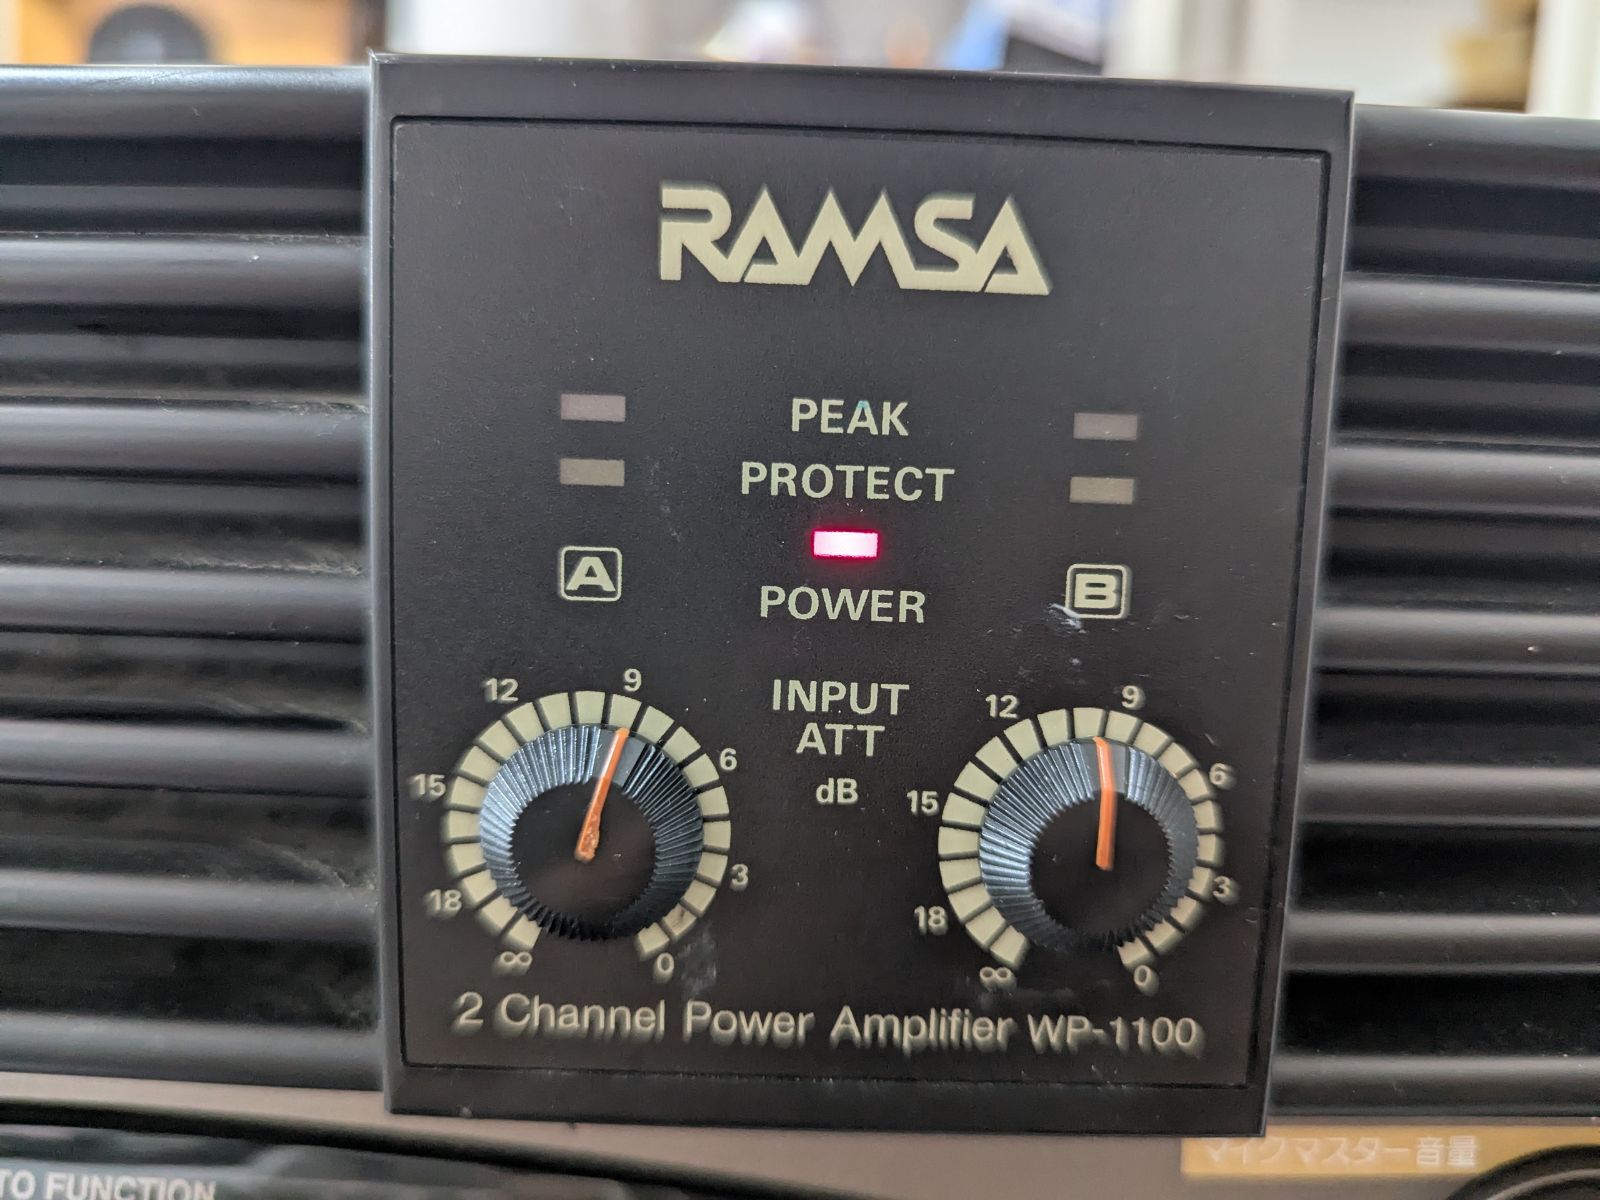 RAMSA
PEAK
PROTECT
A
B
POWER
INPUT
ATT
dB
12
9
6
15
3
18
∞
0
12
9
6
15
3
18
∞
0
2 Channel Power Amplifier WP-1100
マイクマスター音量
TO FUNCTION